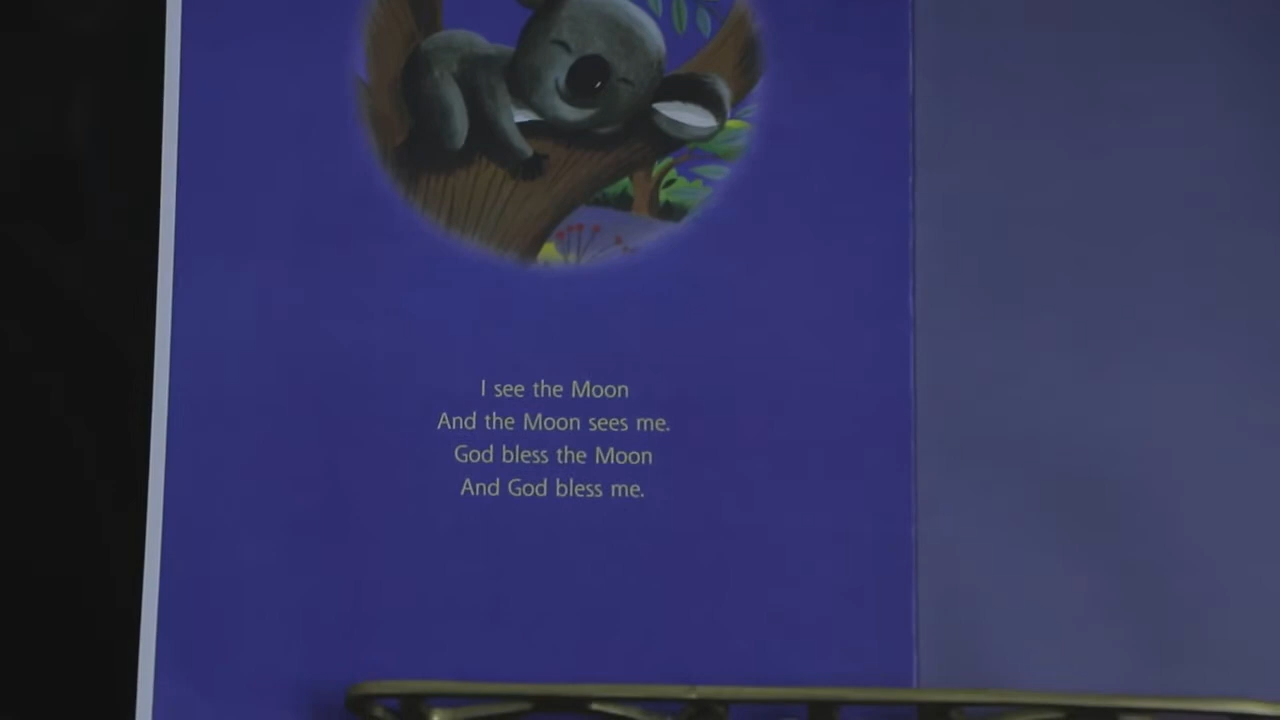 I see the Moon
And the Moon sees me.
God bless the Moon
And God bless me.